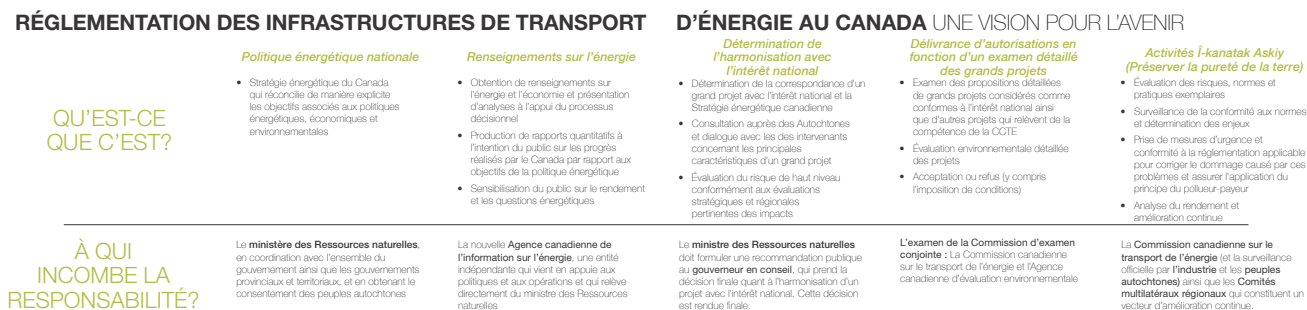 RÉGLEMENTATION DES INFRASTRUCTURES DE TRANSPORT D'ÉNERGIE AU CANADA UNE VISION POUR L'AVENIR
QU'EST-CE
QUE C'EST?
Politique énergétique nationale
• Stratégie énergétique du Canada
qui réconcilie de manière explicite
les objectifs associés aux politiques
énergétiques, économiques et
environnementales
Renseignements sur l'énergie
• Obtention de renseignements sur
l'énergie et l'économie et présentation
d'analyses à l'appui du processus
décisionnel
• Production de rapports quantitatifs à
l'intention du public sur les progrès
réalisés par le Canada par rapport aux
objectifs de la politique énergétique
• Sensibilisation du public sur le rendement
et les questions énergétiques
Détermination de
l'harmonisation avec
l'intérêt national
• Détermination de la correspondance d'un
grand projet avec l'intérêt national et la
Stratégie énergétique canadienne
• Consultation auprès des Autochtones
et dialogue avec les des intervenants
concernant les principales
caractéristiques d'un grand projet
• Évaluation du risque de haut niveau
conformément aux évaluations
stratégiques et régionales
pertinentes des impacts
Délivrance d'autorisations en
fonction d'un examen détaillé
des grands projets
• Examen des propositions détaillées
de grands projets considérés comme
conformes à l'intérêt national ainsi
que d'autres projets qui relèvent de la
compétence de la CCTE
• Évaluation environnementale détaillée
des projets
• Acceptation ou refus (y compris
l'imposition de conditions)
Activités Î-kanatak Askiy
(Préserver la pureté de la terre)
• Évaluation des risques, normes et
pratiques exemplaires
• Surveillance de la conformité aux normes
et détermination des enjeux
• Prise de mesures d'urgence et
conformité à la réglementation applicable
pour corriger le dommage causé par ces
problèmes et assurer l'application du
principe du pollueur-payeur
• Analyse du rendement et
amélioration continue
À QUI
INCOMBE LA
RESPONSABILITÉ?
Le ministère des Ressources naturelles,
en coordination avec l'ensemble du
gouvernement ainsi que les gouvernements
provinciaux et territoriaux, et en obtenant le
consentement des peuples autochtones
La nouvelle Agence canadienne de
l'information sur l'énergie, une entité
indépendante qui vient en appuie aux
politiques et aux opérations et qui relève
directement du ministre des Ressources
naturelles
Le ministre des Ressources naturelles
doit formuler une recommandation publique
au gouverneur en conseil, qui prend la
décision finale quant à l'harmonisation d'un
projet avec l'intérêt national. Cette décision
est rendue finale.
L'examen de la Commission d'examen
conjointe : La Commission canadienne
sur le transport de l'énergie et l'Agence
canadienne d'évaluation environnementale
La Commission canadienne sur le
transport de l'énergie (et la surveillance
officielle par l'industrie et les peuples
autochtones) ainsi que les Comités
multilatéraux régionaux qui constituent un
vecteur d'amélioration continue.